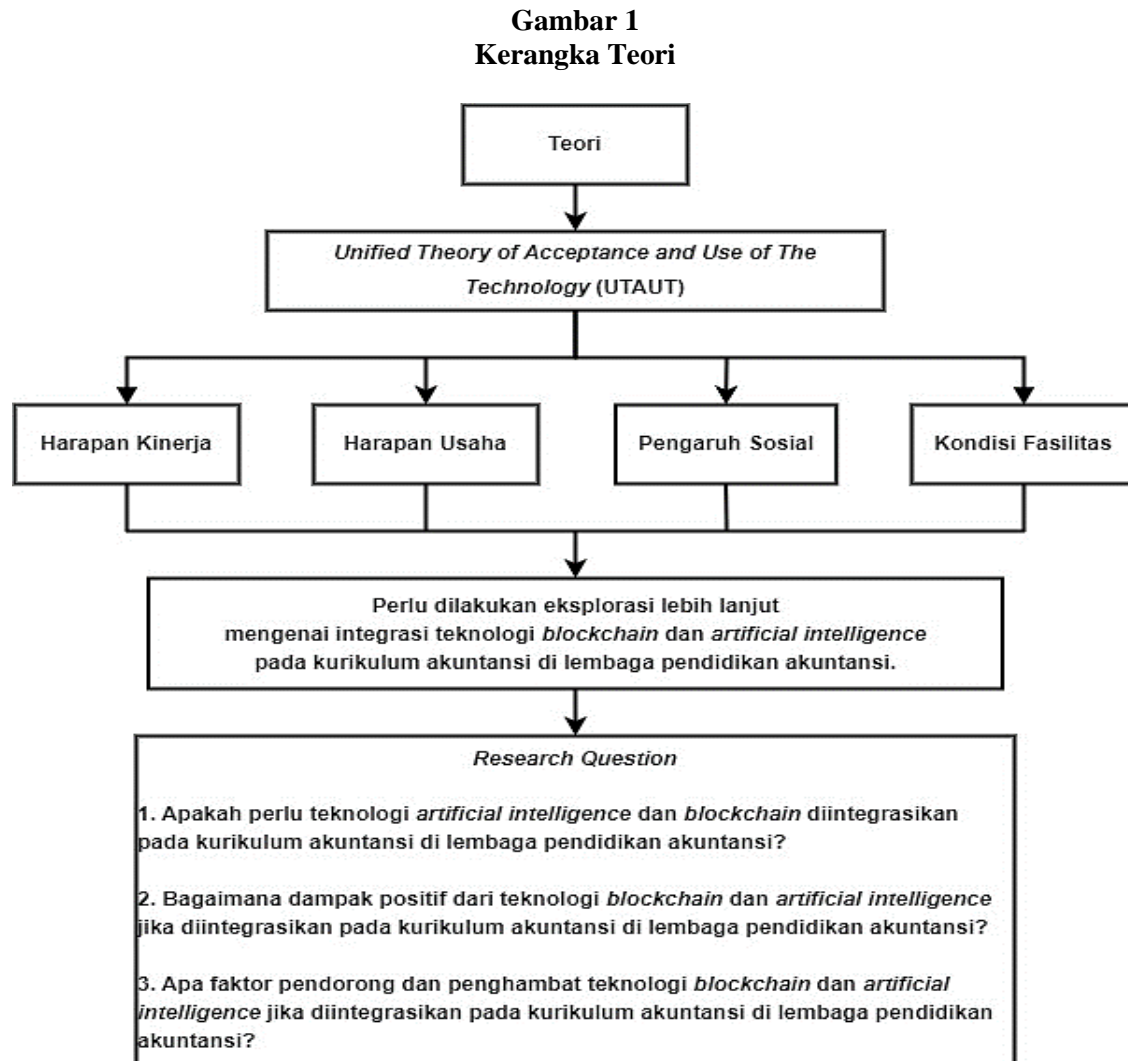 Gambar 1
Kerangka Teori
Teori
Unified Theory of Acceptance and Use of The
Technology (UTAUT)
Harapan Kinerja
Harapan Usaha
Pengaruh Sosial
Kondisi Fasilitas
Perlu dilakukan eksplorasi lebih lanjut
mengenai integrasi teknologi blockchain dan artificial intelligence
pada kurikulum akuntansi di lembaga pendidikan akuntansi.
Research Question
1. Apakah perlu teknologi artificial intelligence dan blockchain diintegrasikan
pada kurikulum akuntansi di lembaga pendidikan akuntansi?
2. Bagaimana dampak positif dari teknologi blockchain dan artificial intelligence
jika diintegrasikan pada kurikulum akuntansi di lembaga pendidikan akuntansi?
3. Apa faktor pendorong dan penghambat teknologi blockchain dan artificial
intelligence jika diintegrasikan pada kurikulum akuntansi di lembaga pendidikan
akuntansi?